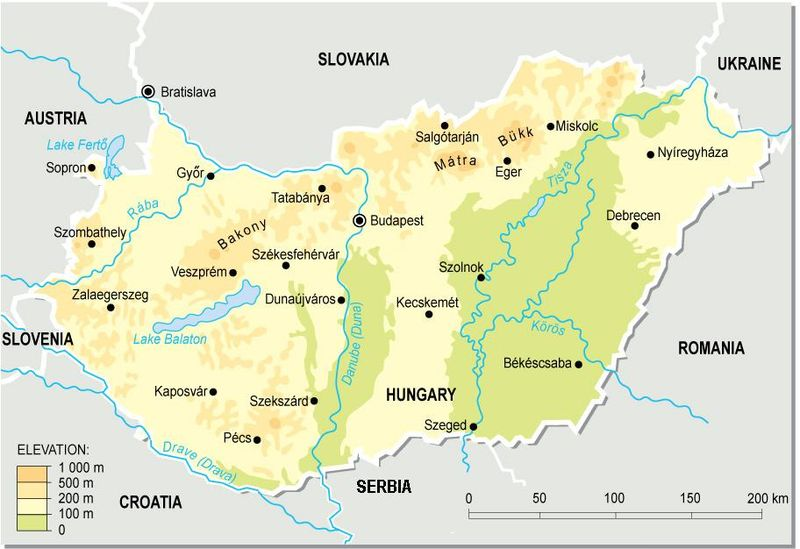 SLOVAKIA
UKRAINE
Bratislava
AUSTRIA
Lake Fertő
Salgótarján
Bükk
Miskolc
Mátra
Nyíregyháza
Sopron
Győr
Eger
Tisza
Tatabánya
Rába
Budapest
Debrecen
Szombathely
Bakony
Székesfehérvár
Veszprém
Szolnok
Zalaegerszeg
Dunaújváros
Kecskemét
Lake Balaton
Danube (Duna)
Körös
SLOVENIA
ROMANIA
Békéscsaba
Kaposvár
Szekszárd
HUNGARY
Szeged
Pécs
Drave (Drava)
ELEVATION:
1 000 m
500 m
200 m
100 m
0
CROATIA
SERBIA
0 50 100 150 200 km